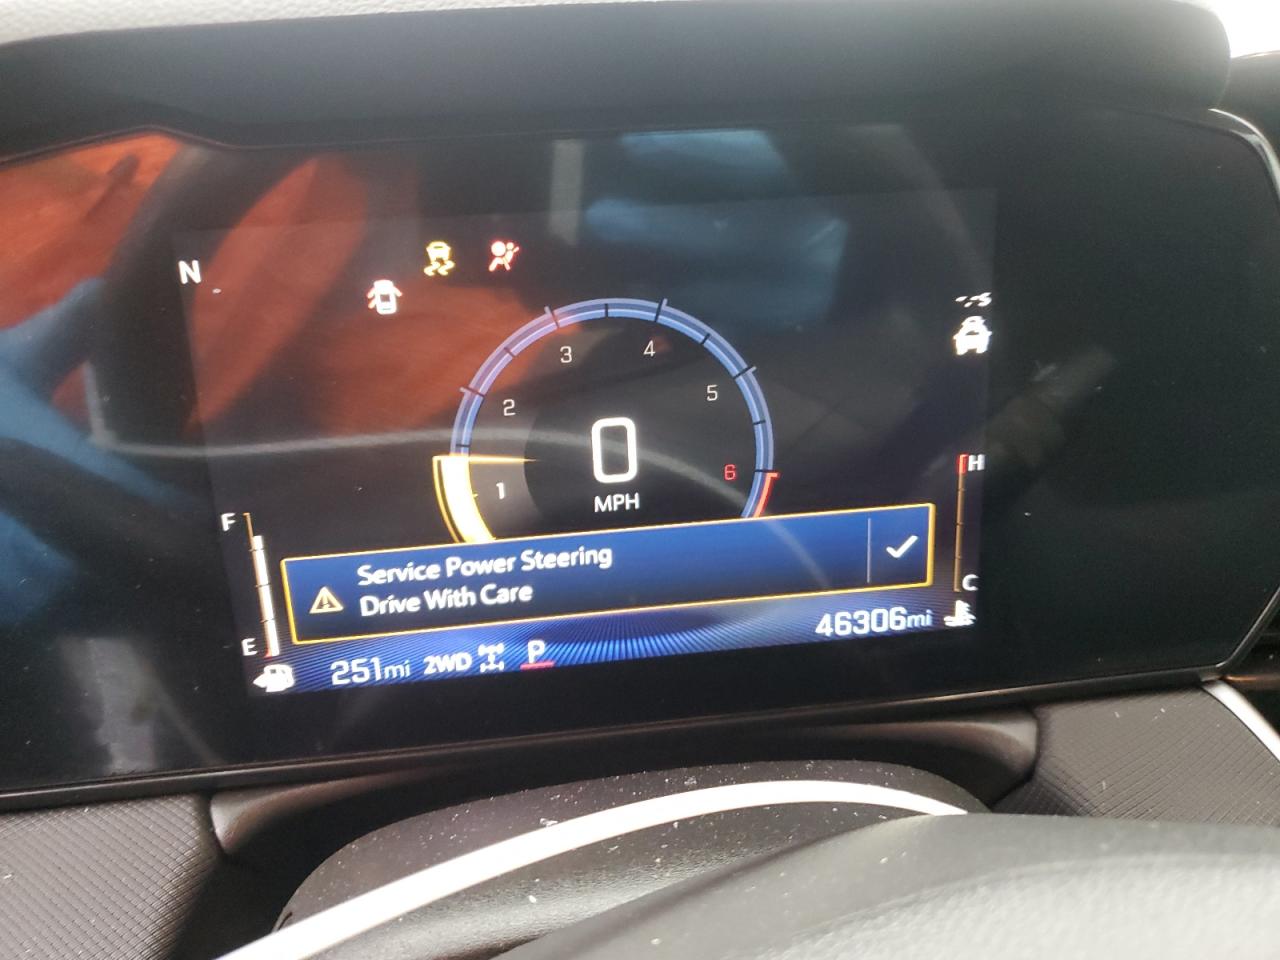 N
3
4
2
5
0
6
1
MPH
H
F
Service Power Steering
Drive With Care
C
E
46306mi
251mi 2WD P